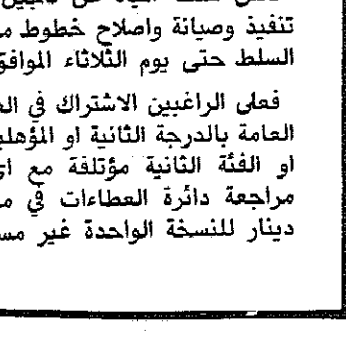 تنفيذ وصيانة واصلاح خطوط م
السلط حتى يوم الثلاثاء الموافق
فعلى الراغبين الاشتراك في ال
العامة بالدرجة الثانية او المؤهلي
او الفئة الثانية مؤتلفة مع ا
مراجعة دائرة العطاءات في م
دينار للنسخة الواحدة غير مس